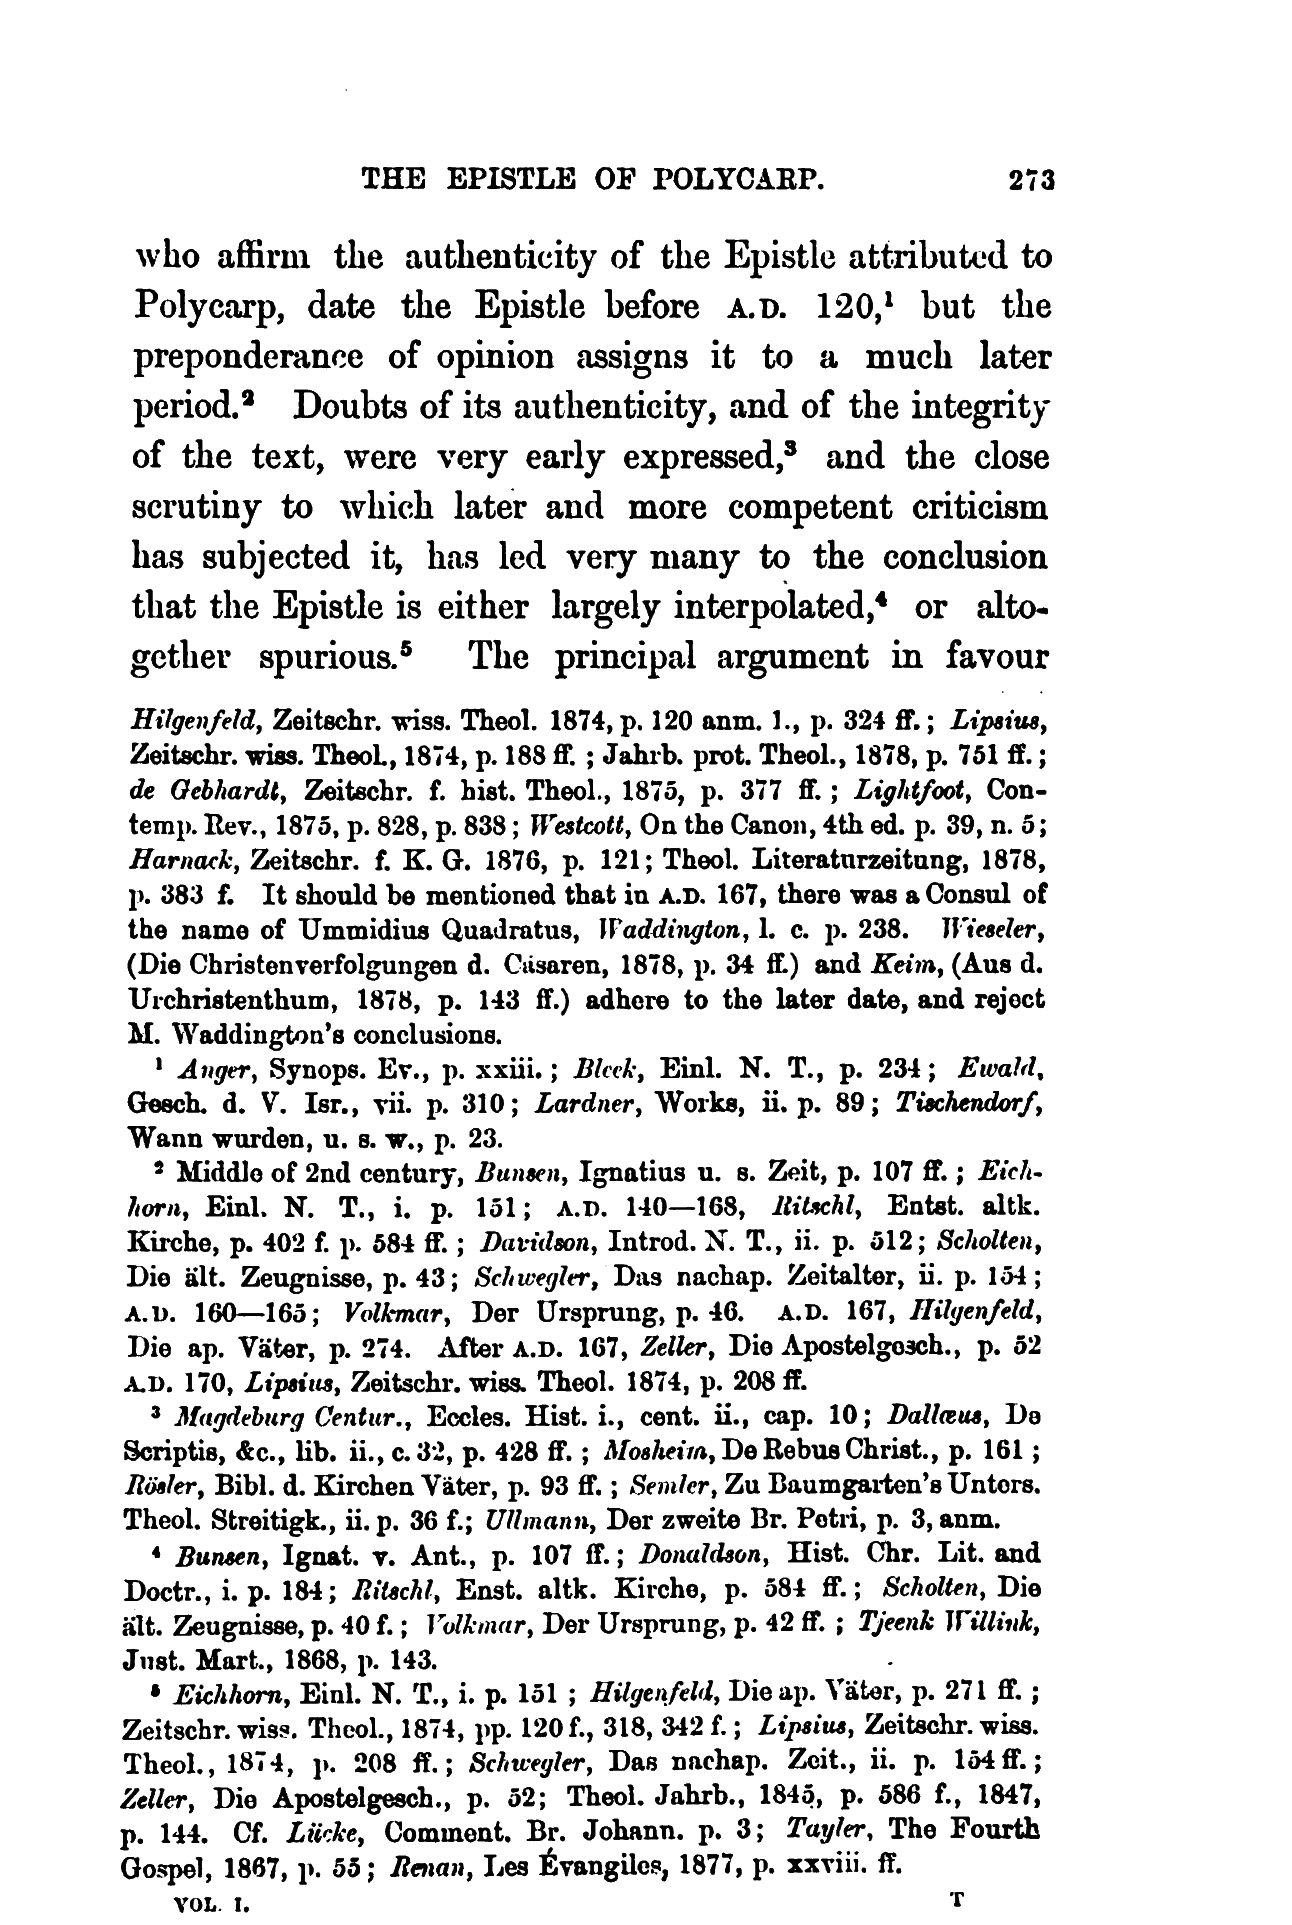 THE EPISTLE OF POLYCARP. 273
who affirm the authenticity of the Epistle attributed to
Polycarp, date the Epistle before A.D. 120,¹ but the
preponderance of opinion assigns it to a much later
period.² Doubts of its authenticity, and of the integrity
of the text, were very early expressed,³ and the close
scrutiny to which later and more competent criticism
has subjected it, has led very many to the conclusion
that the Epistle is either largely interpolated,⁴ or alto-
gether spurious.⁵ The principal argument in favour
Hilgenfeld, Zeitschr. wiss. Theol. 1874, p. 120 anm. 1., p. 324 ff.; Lipsius,
Zeitschr. wiss. Theol., 1874, p. 188 ff. ; Jahrb. prot. Theol., 1878, p. 751 ff. ;
de Gebhardt, Zeitschr. f. hist. Theol., 1875, p. 377 ff. ; Lightfoot, Con-
temp. Rev., 1875, p. 828, p. 838 ; Westcott, On the Canon, 4th ed. p. 39, n. 5;
Harnack, Zeitschr. f. K. G. 1876, p. 121; Theol. Literaturzeitung, 1878,
p. 383 f. It should be mentioned that in A.D. 167, there was a Consul of
the name of Ummidius Quadratus, Waddington, l. c. p. 238. Wieseler,
(Die Christenverfolgungen d. Cäsaren, 1878, p. 34 ff.) and Keim, (Aus d.
Urchristenthum, 1878, p. 143 ff.) adhere to the later date, and reject
M. Waddington's conclusions.
¹ Anger, Synops. Ev., p. xxiii. ; Bleek, Einl. N. T., p. 234 ; Ewald,
Gesch. d. V. Isr., vii. p. 310 ; Lardner, Works, ii. p. 89 ; Tischendorf,
Wann wurden, u. s. w., p. 23.
² Middle of 2nd century, Bunsen, Ignatius u. s. Zeit, p. 107 ff. ; Eich-
horn, Einl. N. T., i. p. 151 ; A.D. 140—168, Ritschl, Entst. altk.
Kirche, p. 402 f. p. 584 ff. ; Davidson, Introd. N. T., ii. p. 512 ; Scholten,
Die ält. Zeugnisse, p. 43 ; Schwegler, Das nachap. Zeitalter, ii. p. 154 ;
A.D. 160—165; Volkmar, Der Ursprung, p. 46. A.D. 167, Hilgenfeld,
Die ap. Väter, p. 274. After A.D. 167, Zeller, Die Apostelgesch., p. 52
A.D. 170, Lipsius, Zeitschr. wiss. Theol. 1874, p. 208 ff.
³ Magdeburg Centur., Eccles. Hist. i., cent. ii., cap. 10 ; Dallæus, De
Scriptis, &c., lib. ii., c. 32, p. 428 ff. ; Mosheim, De Rebus Christ., p. 161 ;
Rösler, Bibl. d. Kirchen Väter, p. 93 ff. ; Semler, Zu Baumgarten's Unters.
Theol. Streitigk., ii. p. 36 f.; Ullmann, Der zweite Br. Petri, p. 3, anm.
⁴ Bunsen, Ignat. v. Ant., p. 107 ff. ; Donaldson, Hist. Chr. Lit. and
Doctr., i. p. 184 ; Ritschl, Enst. altk. Kirche, p. 584 ff. ; Scholten, Die
ält. Zeugnisse, p. 40 f. ; Volkmar, Der Ursprung, p. 42 ff. ; Tjeenk Willink,
Just. Mart., 1868, p. 143.
⁵ Eichhorn, Einl. N. T., i. p. 151 ; Hilgenfeld, Die ap. Väter, p. 271 ff. ;
Zeitschr. wiss. Theol., 1874, pp. 120 f., 318, 342 f. ; Lipsius, Zeitschr. wiss.
Theol., 1874, p. 208 ff. ; Schwegler, Das nachap. Zeit., ii. p. 154 ff. ;
Zeller, Die Apostelgesch., p. 52; Theol. Jahrb., 1845, p. 586 f., 1847,
p. 144. Cf. Lücke, Comment. Br. Johann. p. 3 ; Tayler, The Fourth
Gospel, 1867, p. 55 ; Renan, Les Évangiles, 1877, p. xxviii. ff.
VOL. I. T